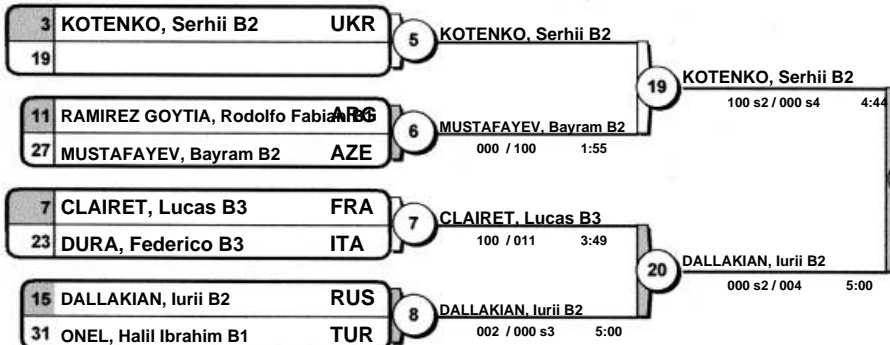 3 KOTENKO, Serhii B2 UKR
19
5
KOTENKO, Serhii B2
11 RAMIREZ GOYTIA, Rodolfo Fabian ARG
27 MUSTAFAYEV, Bayram B2 AZE
6
MUSTAFAYEV, Bayram B2
000 / 100 1:55
19
KOTENKO, Serhii B2
100 s2 / 000 s4 4:44
7 CLAIRET, Lucas B3 FRA
23 DURA, Federico B3 ITA
7
CLAIRET, Lucas B3
100 / 011 3:49
15 DALLAKIAN, Iurii B2 RUS
31 ONEL, Halil Ibrahim B1 TUR
8
DALLAKIAN, Iurii B2
002 / 000 s3 5:00
20
DALLAKIAN, Iurii B2
000 s2 / 004 5:00